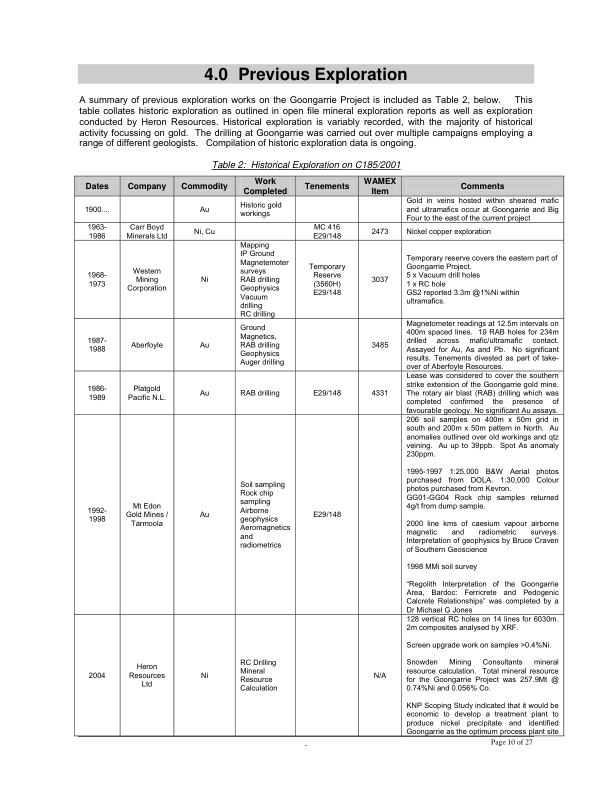 4.0 Previous Exploration
A summary of previous exploration works on the Goongarrie Project is included as Table 2, below. This
table collates historic exploration as outlined in open file mineral exploration reports as well as exploration
conducted by Heron Resources. Historical exploration is variably recorded, with the majority of historical
activity focussing on gold. The drilling at Goongarrie was carried out over multiple campaigns employing a
range of different geologists. Compilation of historic exploration data is ongoing.
Table 2: Historical Exploration on C185/2001
Dates Company Commodity Work Completed Tenements WAMEX Item Comments
1900....
Au
Historic gold
workings
Gold in veins hosted within sheared mafic
and ultramafics occur at Goongarrie and Big
Four to the east of the current project
1963-
1986
Carr Boyd
Minerals Ltd
Ni, Cu
MC 416
E29/148
2473
Nickel copper exploration
1968-
1973
Western
Mining
Corporation
Ni
Mapping
IP Ground
Magnetemoter
surveys
RAB drilling
Geophysics
Vacuum
drilling
RC drilling
Temporary
Reserve
(3560H)
E29/148
3037
Temporary reserve covers the eastern part of
Goongarrie Project.
5 x Vacuum drill holes
1 x RC hole
GS2 reported 3.3m @1%Ni within
ultramafics.
1987-
1988
Aberfoyle
Au
Ground
Magnetics,
RAB drilling
Geophysics
Auger drilling
3485
Magnetometer readings at 12.5m intervals on
400m spaced lines. 19 RAB holes for 234m
drilled across mafic/ultramafic contact.
Assayed for Au, As and Pb. No significant
results. Tenements divested as part of take-
over of Aberfoyle Resources.
1986-
1989
Platgold
Pacific N.L.
Au
RAB drilling
E29/148
4331
Lease was considered to cover the southern
strike extension of the Goongarrie gold mine.
The rotary air blast (RAB) drilling which was
completed confirmed the presence of
favourable geology. No significant Au assays.
1992-
1998
Mt Edon
Gold Mines /
Tarmoola
Au
Soil sampling
Rock chip
sampling
Airborne
geophysics
Aeromagnetics
and
radiometrics
E29/148
206 soil samples on 400m x 50m grid in
south and 200m x 50m pattern in North. Au
anomalies outlined over old workings and qtz
veining. Au up to 39ppb. Spot As anomaly
230ppm.
1995-1997 1:25,000 B&W Aerial photos
purchased from DOLA. 1:30,000 Colour
photos purchased from Kevron.
GG01-GG04 Rock chip samples returned
4g/t from dump sample.
2000 line kms of caesium vapour airborne
magnetic and radiometric surveys.
Interpretation of geophysics by Bruce Craven
of Southern Geoscience
1998 MMi soil survey
"Regolith Interpretation of the Goongarrie
Area, Bardoc: Ferricrete and Pedogenic
Calcrete Relationships" was completed by a
Dr Michael G Jones
2004
Heron
Resources
Ltd
Ni
RC Drilling
Mineral
Resource
Calculation
N/A
128 vertical RC holes on 14 lines for 6030m.
2m composites analysed by XRF.
Screen upgrade work on samples >0.4%Ni.
Snowden Mining Consultants mineral
resource calculation. Total mineral resource
for the Goongarrie Project was 257.9Mt @
0.74%Ni and 0.056% Co.
KNP Scoping Study indicated that it would be
economic to develop a treatment plant to
produce nickel precipitate and identified
Goongarrie as the optimum process plant site
Page 10 of 27